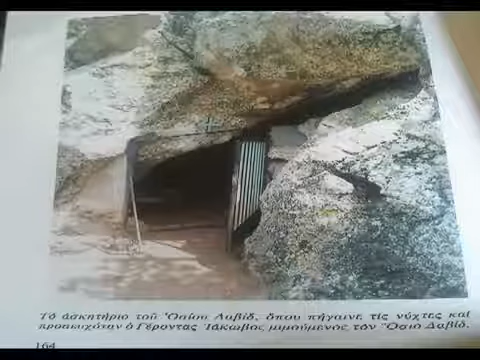 Τὸ ἀσκητήριο τοῦ Ὁσίου Δαβίδ, ὅπου πήγαινε τὶς νύχτες καὶ
προσευχόταν ὁ Γέροντας Ἰάκωβος μιμούμενος τὸν Ὅσιο Δαβίδ.
164